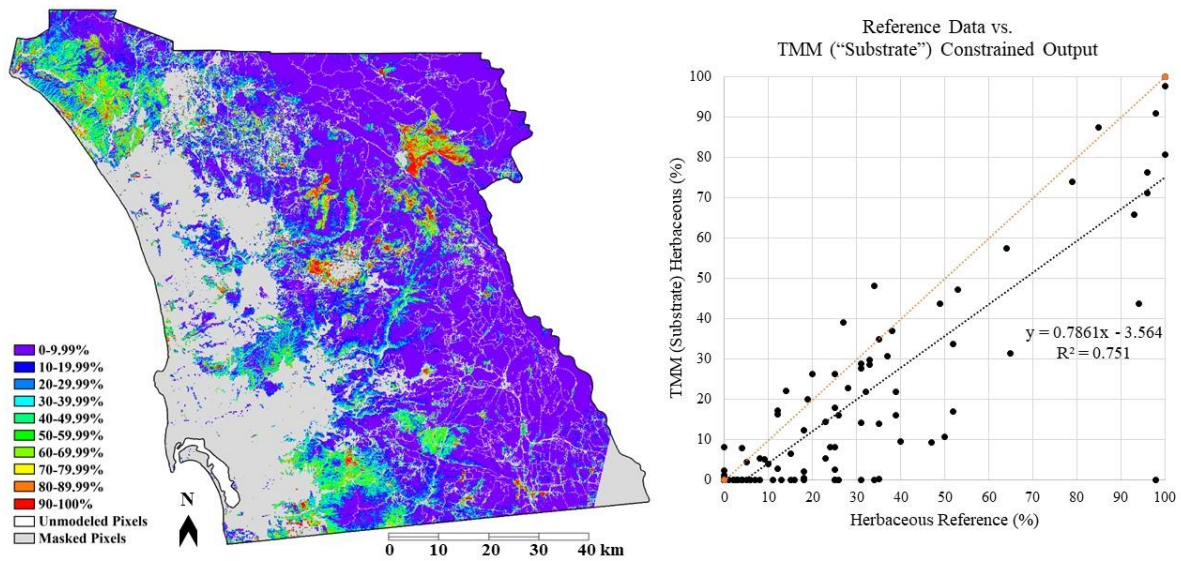 0-9.99%
10-19.99%
20-29.99%
30-39.99%
40-49.99%
50-59.99%
60-69.99%
70-79.99%
80-89.99%
90-100%
Unmodeled Pixels
Masked Pixels
N
0 10 20 30 40 km
Reference Data vs.
TMM ("Substrate") Constrained Output
TMM (Substrate) Herbaceous (%)
100
90
80
70
60
50
40
30
20
10
0
y = 0.7861x - 3.564
R² = 0.751
0 10 20 30 40 50 60 70 80 90 100
Herbaceous Reference (%)